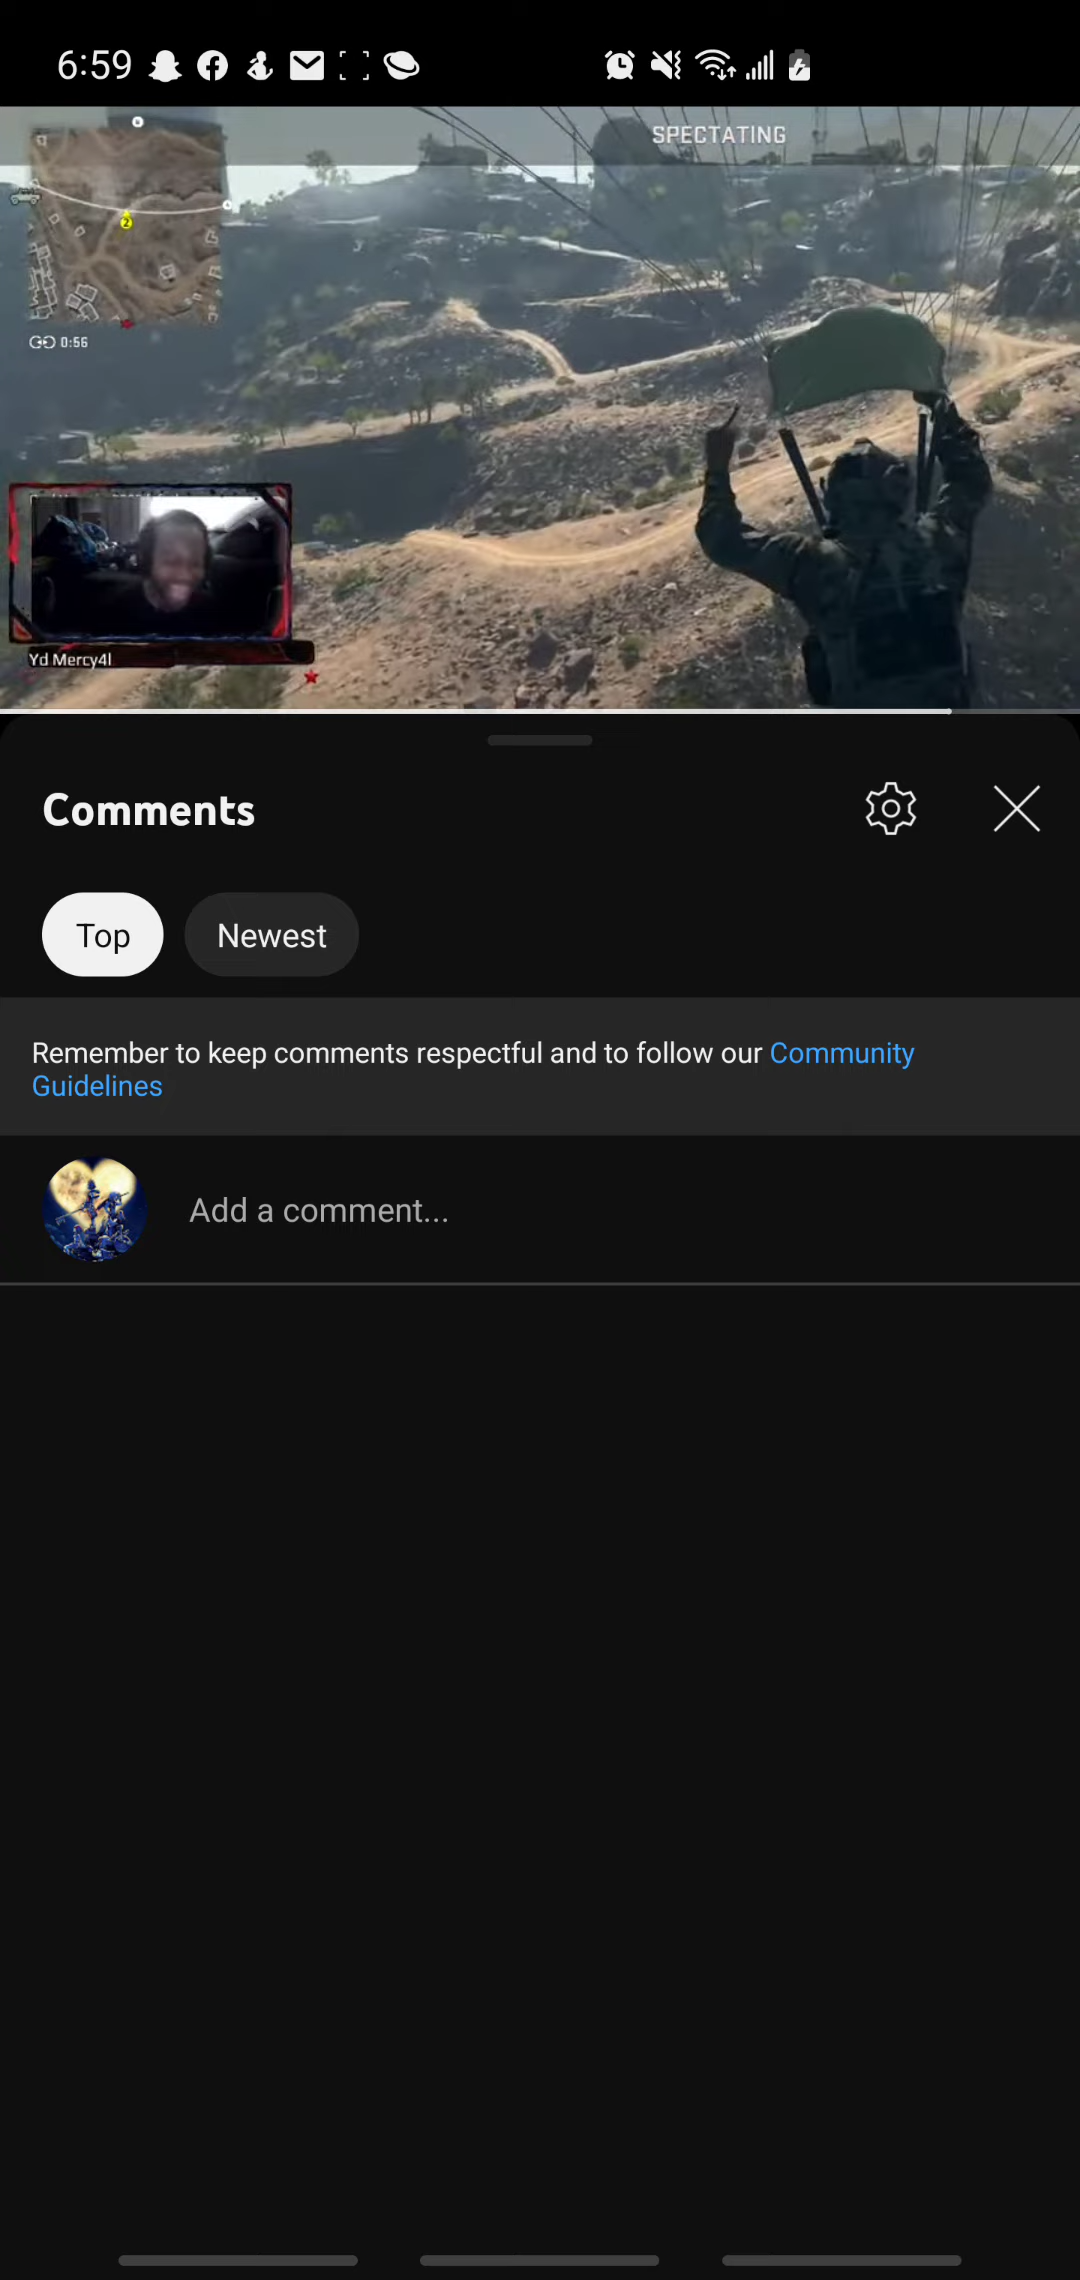 6:59
SPECTATING
2
0:56
Yd Mercy4l
Comments
Top
Newest
Remember to keep comments respectful and to follow our Community
Guidelines
Add a comment...